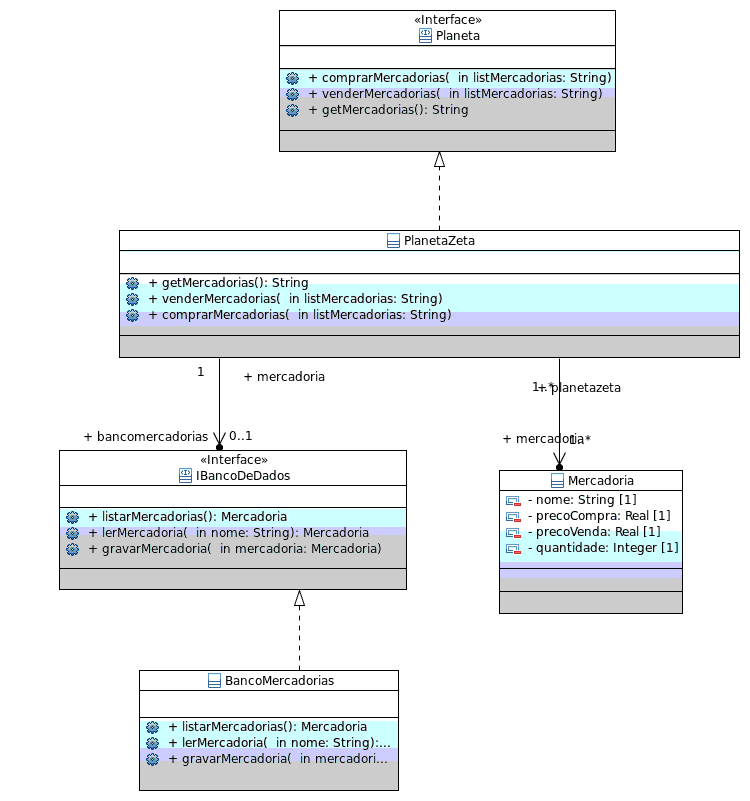 «Interface»
Planeta
+ comprarMercadorias( in listMercadorias: String)
+ venderMercadorias( in listMercadorias: String)
+ getMercadorias(): String
PlanetaZeta
+ getMercadorias(): String
+ venderMercadorias( in listMercadorias: String)
+ comprarMercadorias( in listMercadorias: String)
1
+ mercadoria
1..*
+ planetazeta
+ bancomercadorias
0..1
+ mercadoria
1..*
«Interface»
IBancoDeDados
+ listarMercadorias(): Mercadoria
+ lerMercadoria( in nome: String): Mercadoria
+ gravarMercadoria( in mercadoria: Mercadoria)
Mercadoria
- nome: String [1]
- precoCompra: Real [1]
- precoVenda: Real [1]
- quantidade: Integer [1]
BancoMercadorias
+ listarMercadorias(): Mercadoria
+ lerMercadoria( in nome: String):...
+ gravarMercadoria( in mercadori...